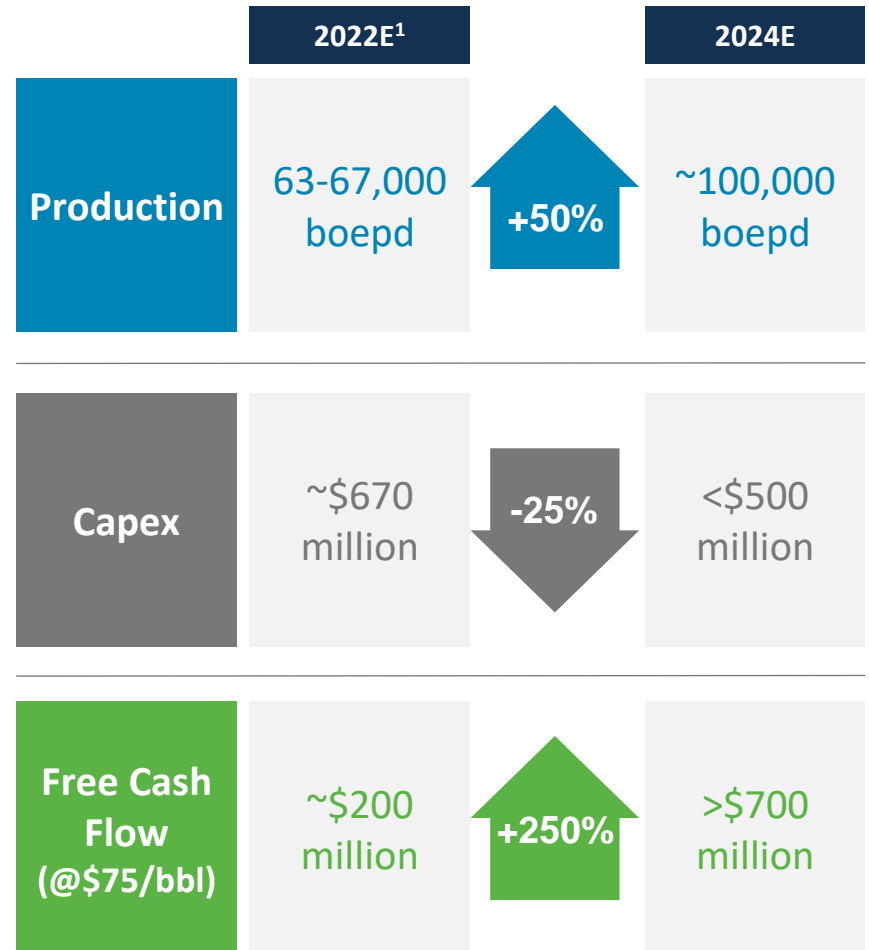 2022E¹ 2024E
Production
63-67,000
boepd
+50%
~100,000
boepd
Capex
~$670
million
-25%
<$500
million
Free Cash
Flow
(@$75/bbl)
~$200
million
+250%
>$700
million